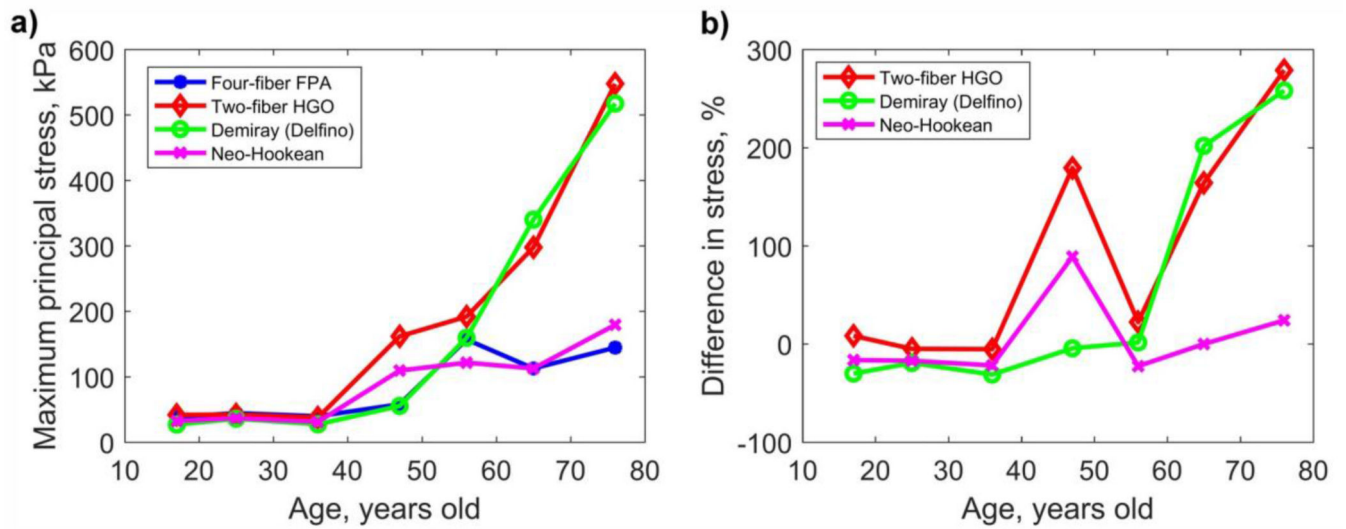 a)
Maximum principal stress, kPa
600
500
400
300
200
100
0
Four-fiber FPA
Two-fiber HGO
Demiray (Delfino)
Neo-Hookean
10 20 30 40 50 60 70 80
Age, years old
b)
Difference in stress, %
300
200
100
0
-100
Two-fiber HGO
Demiray (Delfino)
Neo-Hookean
10 20 30 40 50 60 70 80
Age, years old